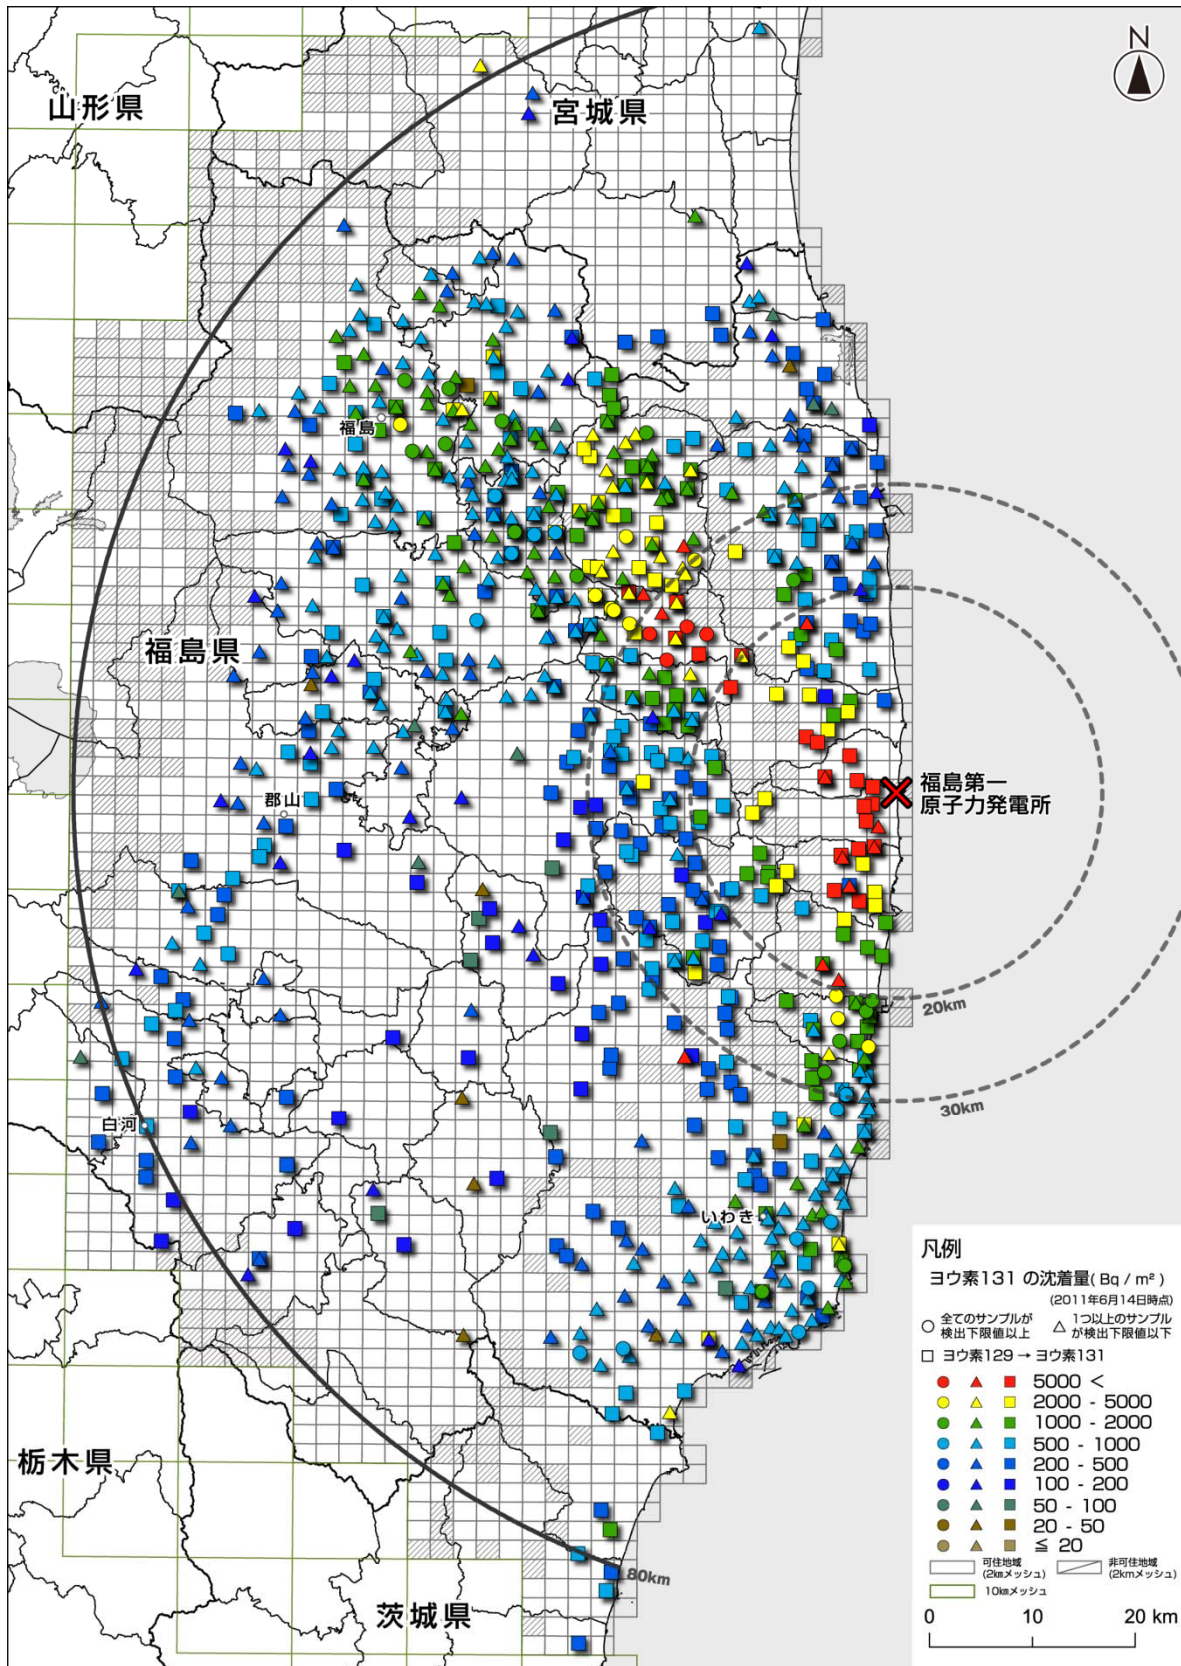 N
山形県
宮城県
福島
福島県
福島第一
原子力発電所
郡山
20km
30km
白河
いわき
80km
栃木県
茨城県
凡例
ヨウ素131 の沈着量( Bq / m² )
(2011年6月14日時点)
○ 全てのサンプルが検出下限値以上
△ 1つ以上のサンプルが検出下限値以下
□ ヨウ素129 → ヨウ素131
5000 <
2000 - 5000
1000 - 2000
500 - 1000
200 - 500
100 - 200
50 - 100
20 - 50
≦ 20
可住地域
(2kmメッシュ)
非可住地域
(2kmメッシュ)
10kmメッシュ
0 10 20 km